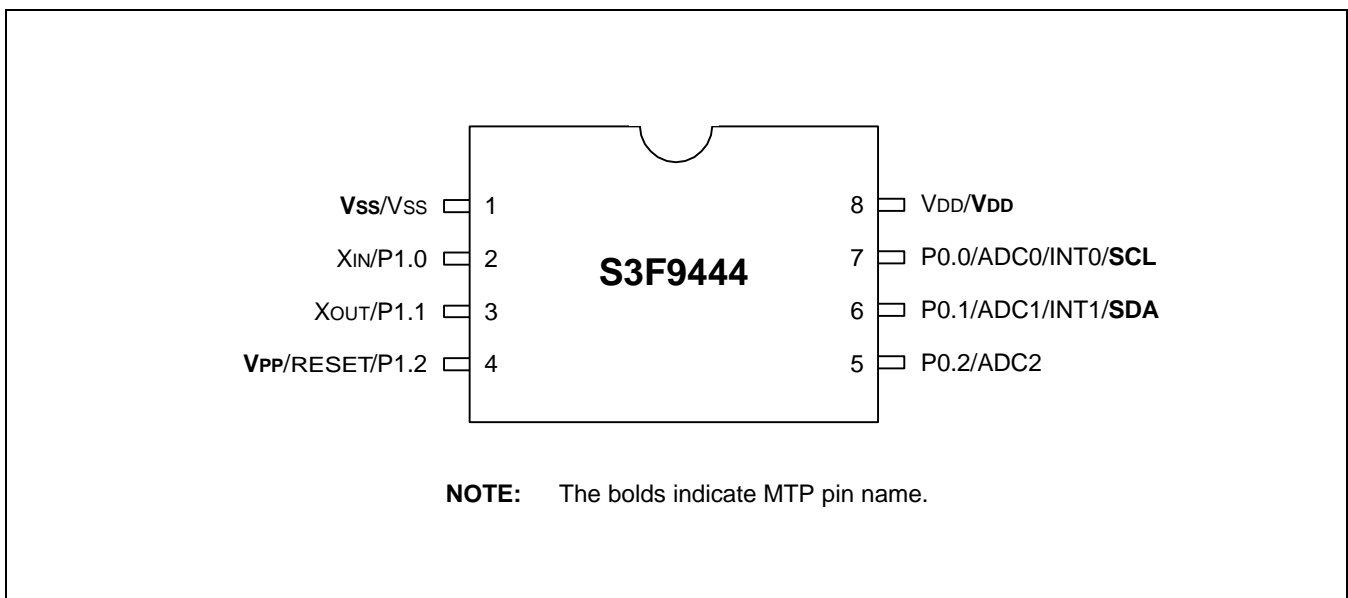 Vss/Vss 1
XIN/P1.0 2
XOUT/P1.1 3
VPP/RESET/P1.2 4
S3F9444
8 VDD/VDD
7 P0.0/ADC0/INT0/SCL
6 P0.1/ADC1/INT1/SDA
5 P0.2/ADC2
NOTE: The bolds indicate MTP pin name.